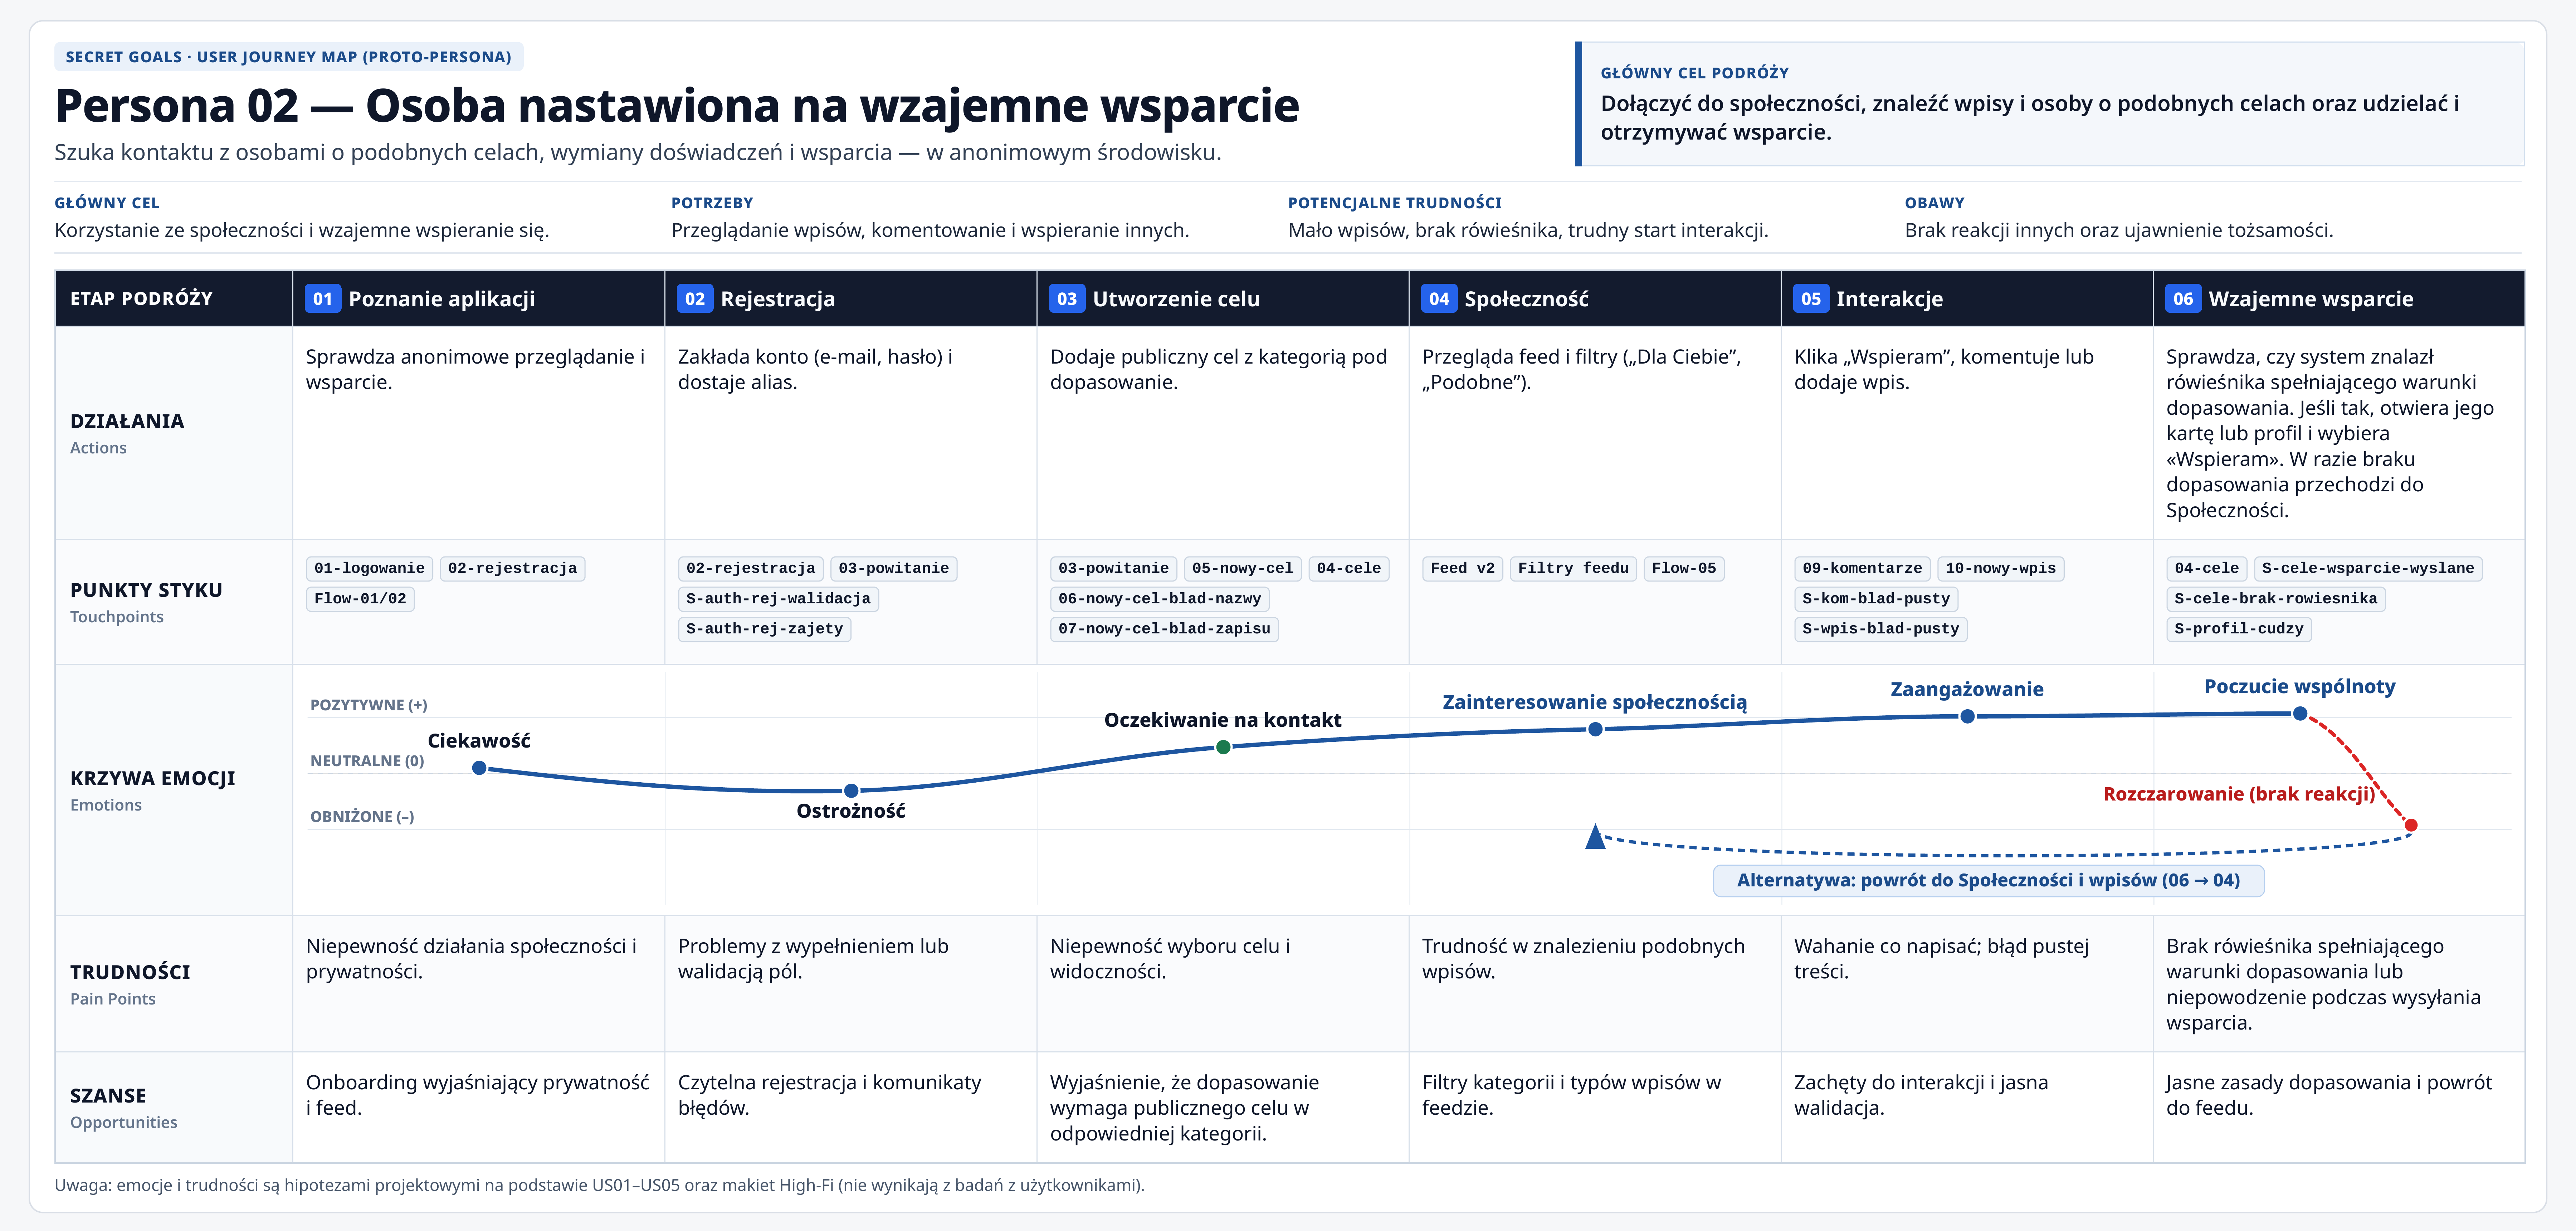 SECRET GOALS · USER JOURNEY MAP (PROTO-PERSONA)
Persona 02 — Osoba nastawiona na wzajemne wsparcie
Szuka kontaktu z osobami o podobnych celach, wymiany doświadczeń i wsparcia — w anonimowym środowisku.
GŁÓWNY CEL PODRÓŻY
Dołączyć do społeczności, znaleźć wpisy i osoby o podobnych celach oraz udzielać i
otrzymywać wsparcie.
GŁÓWNY CEL
Korzystanie ze społeczności i wzajemne wspieranie się.
POTRZEBY
Przeglądanie wpisów, komentowanie i wspieranie innych.
POTENCJALNE TRUDNOŚCI
Mało wpisów, brak rówieśnika, trudny start interakcji.
OBAWY
Brak reakcji innych oraz ujawnienie tożsamości.
ETAP PODRÓŻY
01 Poznanie aplikacji
02 Rejestracja
03 Utworzenie celu
04 Społeczność
05 Interakcje
06 Wzajemne wsparcie
DZIAŁANIA
Actions
Sprawdza anonimowe przeglądanie i
wsparcie.
Zakłada konto (e-mail, hasło) i
dostaje alias.
Dodaje publiczny cel z kategorią pod
dopasowanie.
Przegląda feed i filtry („Dla Ciebie”,
„Podobne”).
Klika „Wspieram”, komentuje lub
dodaje wpis.
Sprawdza, czy system znalazł
rówieśnika spełniającego warunki
dopasowania. Jeśli tak, otwiera jego
kartę lub profil i wybiera
«Wspieram». W razie braku
dopasowania przechodzi do
Społeczności.
PUNKTY STYKU
Touchpoints
01-logowanie 02-rejestracja
Flow-01/02
02-rejestracja 03-powitanie
S-auth-rej-walidacja
S-auth-rej-zajety
03-powitanie 05-nowy-cel 04-cele
06-nowy-cel-blad-nazwy
07-nowy-cel-blad-zapisu
Feed v2 Filtry feedu Flow-05
09-komentarze 10-nowy-wpis
S-kom-blad-pusty
S-wpis-blad-pusty
04-cele S-cele-wsparcie-wyslane
S-cele-brak-rowiesnika
S-profil-cudzy
KRZYWA EMOCJI
Emotions
POZYTYWNE (+)
NEUTRALNE (0)
OBNIŻONE (–)
Ciekawość
Ostrożność
Oczekiwanie na kontakt
Zainteresowanie społecznością
Zaangażowanie
Poczucie wspólnoty
Rozczarowanie (brak reakcji)
Alternatywa: powrót do Społeczności i wpisów (06 → 04)
TRUDNOŚCI
Pain Points
Niepewność działania społeczności i
prywatności.
Problemy z wypełnieniem lub
walidacją pól.
Niepewność wyboru celu i
widoczności.
Trudność w znalezieniu podobnych
wpisów.
Wahanie co napisać; błąd pustej
treści.
Brak rówieśnika spełniającego
warunki dopasowania lub
niepowodzenie podczas wysyłania
wsparcia.
SZANSE
Opportunities
Onboarding wyjaśniający prywatność
i feed.
Czytelna rejestracja i komunikaty
błędów.
Wyjaśnienie, że dopasowanie
wymaga publicznego celu w
odpowiedniej kategorii.
Filtry kategorii i typów wpisów w
feedzie.
Zachęty do interakcji i jasna
walidacja.
Jasne zasady dopasowania i powrót
do feedu.
Uwaga: emocje i trudności są hipotezami projektowymi na podstawie US01–US05 oraz makiet High-Fi (nie wynikają z badań z użytkownikami).